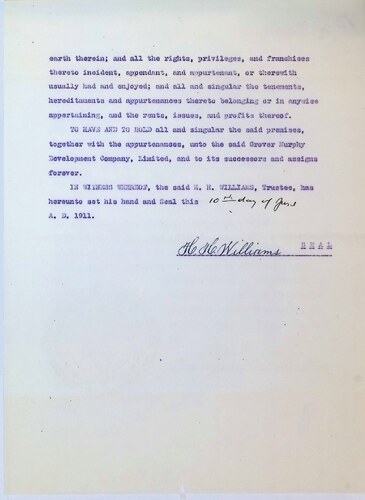 earth therein; and all the rights, privileges, and franchises
thereto incident, appendant, and appurtenant, or therewith
usually had and enjoyed; and all and singular the tenements,
hereditaments and appurtenances thereto belonging or in anywise
appertaining, and the rents, issues, and profits thereof.
TO HAVE AND TO HOLD all and singular the said premises,
together with the appurtenances, unto the said Grover Murphy
Development Company, Limited, and to its successors and assigns
forever.
IN WITNESS WHEREOF, the said H. H. WILLIAMS, Trustee, has
hereunto set his hand and Seal this 10th day of June
A. D. 1911.
H. H. Williams SEAL